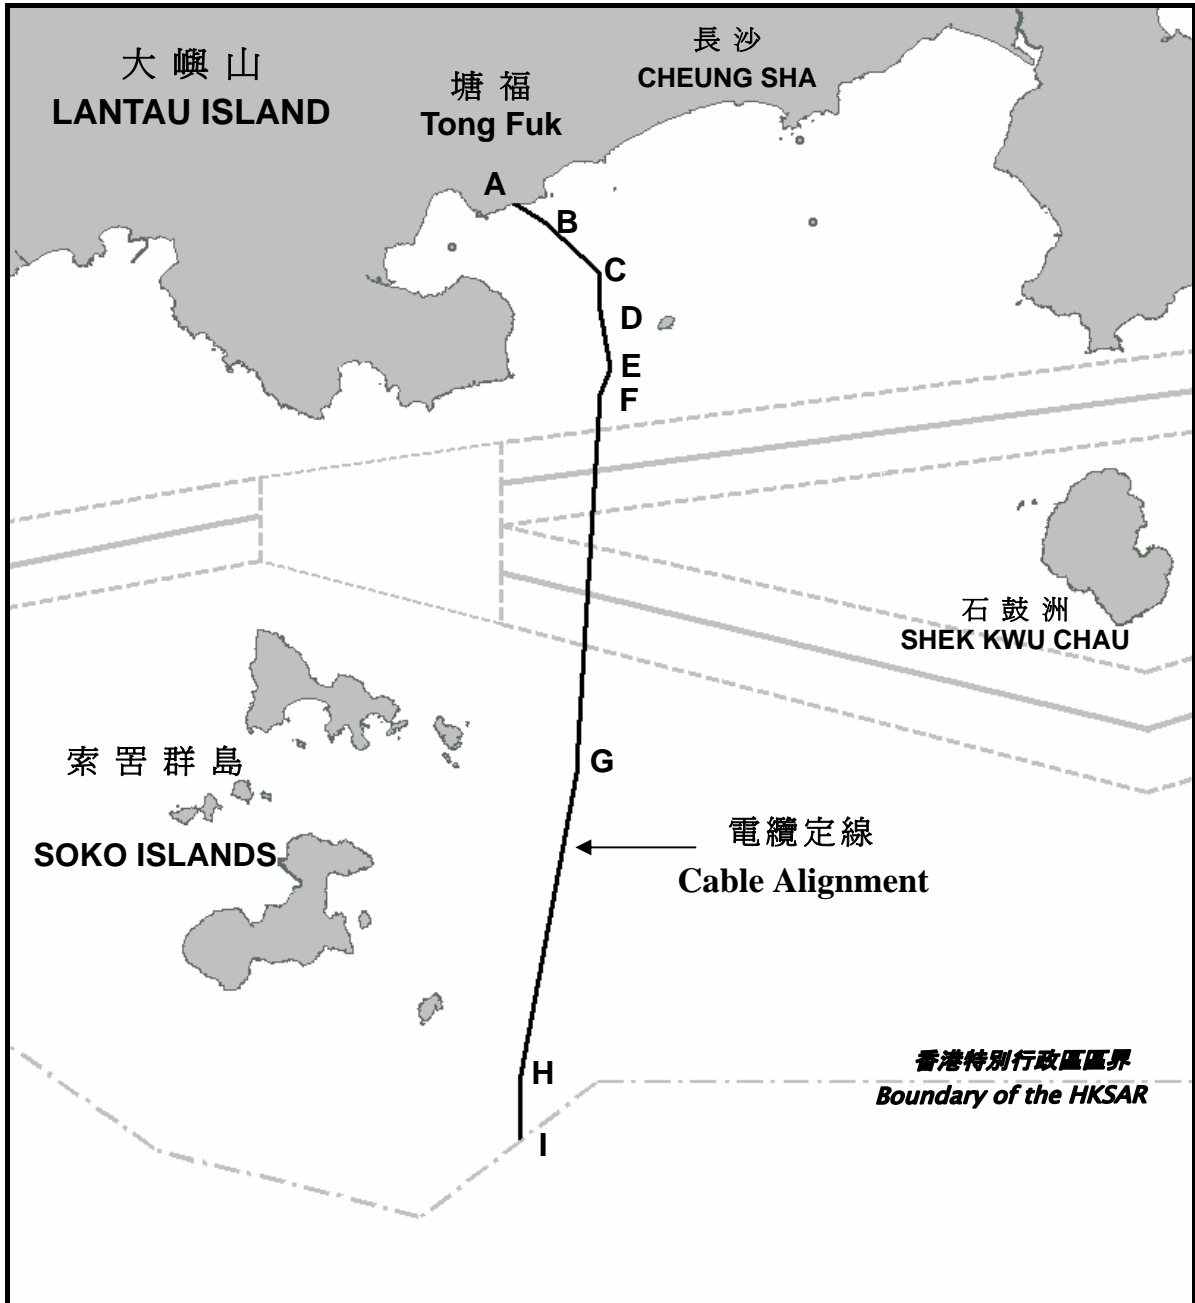 大嶼山
LANTAU ISLAND
塘福
Tong Fuk
長沙
CHEUNG SHA
A
B
C
D
E
F
石鼓洲
SHEK KWU CHAU
索罟群島
SOKO ISLANDS
G
電纜定線
Cable Alignment
H
I
香港特別行政區區界
Boundary of the HKSAR